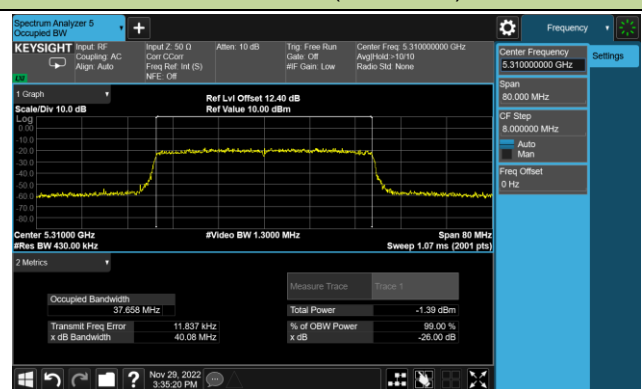 Spectrum Analyzer 5
Occupied BW
Frequency
KEYSIGHT
Input: RF
Coupling: AC
Align: Auto
Input Z: 50 Ω
Corr CCorr
Freq Ref: Int (S)
NFE: Off
Atten: 10 dB
Trig: Free Run
Gate: Off
#IF Gain: Low
Center Freq: 5.310000000 GHz
Avg|Hold:>10/10
Radio Std: None
Center Frequency
5.310000000 GHz
Settings
Span
80.000 MHz
CF Step
8.000000 MHz
Auto
Man
Freq Offset
0 Hz
1 Graph
Scale/Div 10.0 dB
Ref Lvl Offset 12.40 dB
Ref Value 10.00 dBm
Log
0.00
-10.0
-20.0
-30.0
-40.0
-50.0
-60.0
-70.0
-80.0
Center 5.31000 GHz
#Res BW 430.00 kHz
#Video BW 1.3000 MHz
Span 80 MHz
Sweep 1.07 ms (2001 pts)
2 Metrics
Measure Trace Trace 1
Occupied Bandwidth
37.658 MHz
Total Power -1.39 dBm
Transmit Freq Error 11.837 kHz
% of OBW Power 99.00 %
x dB Bandwidth 40.08 MHz
x dB -26.00 dB
Nov 29, 2022
3:35:20 PM